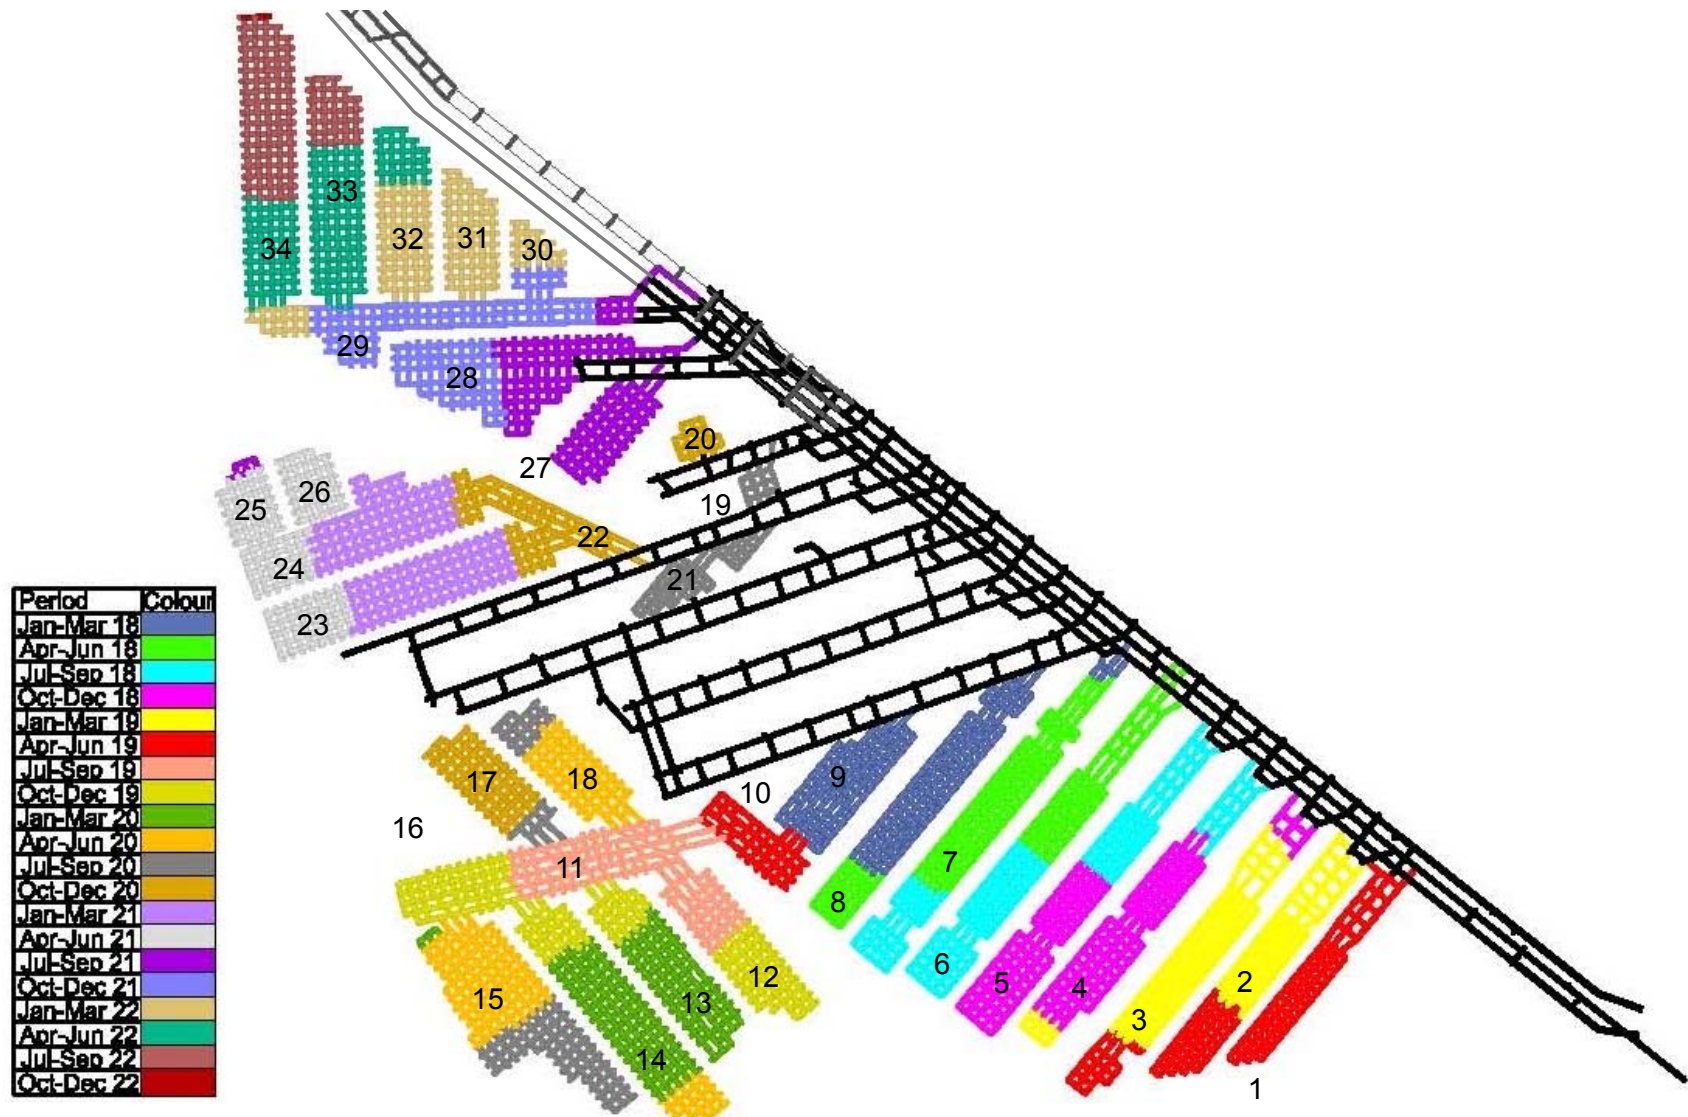 33
34
32
31
30
29
28
20
27
26
25
19
22
24
21
23
Period Colour
Jan-Mar 18
Apr-Jun 18
Jul-Sep 18
Oct-Dec 18
Jan-Mar 19
Apr-Jun 19
Jul-Sep 19
Oct-Dec 19
Jan-Mar 20
Apr-Jun 20
Jul-Sep 20
Oct-Dec 20
Jan-Mar 21
Apr-Jun 21
Jul-Sep 21
Oct-Dec 21
Jan-Mar 22
Apr-Jun 22
Jul-Sep 22
Oct-Dec 22
17
18
9
10
16
11
7
8
6
12
5
4
2
15
13
3
14
1